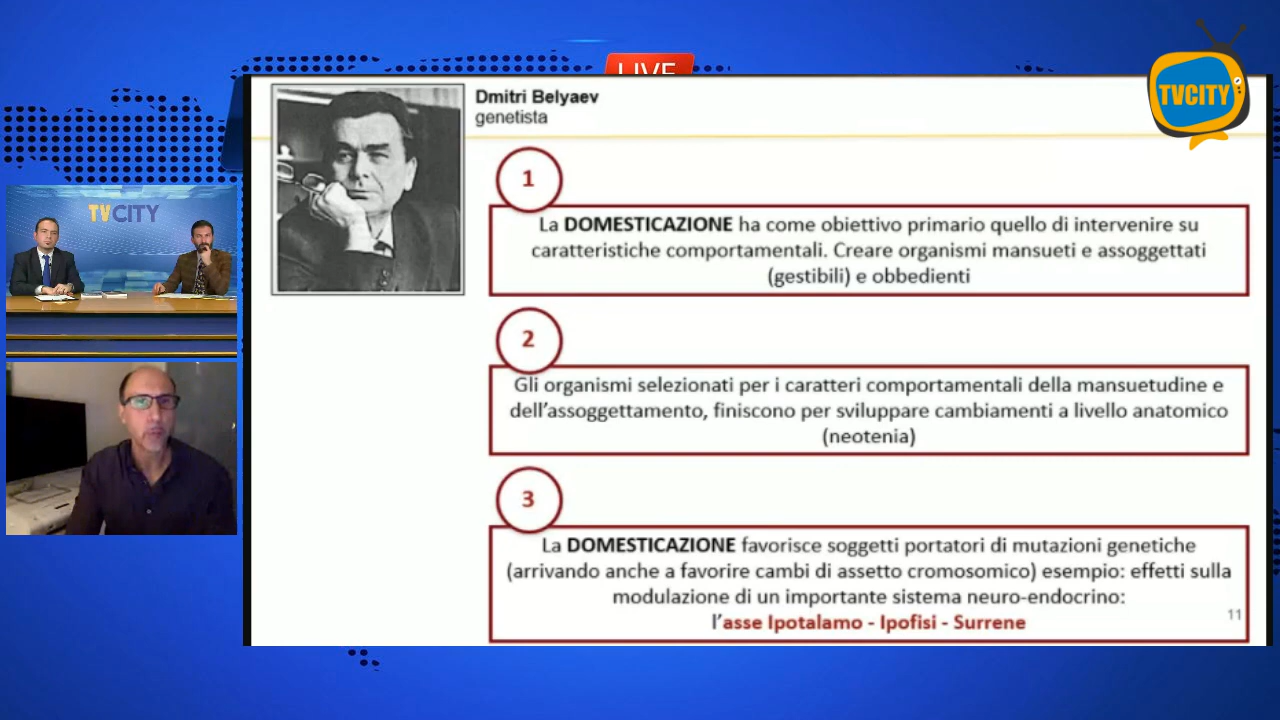 LIVE
TVCITY
Dmitri Belyaev
genetista
1
La DOMESTICAZIONE ha come obiettivo primario quello di intervenire su
caratteristiche comportamentali. Creare organismi mansueti e assoggettati
(gestibili) e obbedienti
TVCITY
2
Gli organismi selezionati per i caratteri comportamentali della mansuetudine e
dell'assoggettamento, finiscono per sviluppare cambiamenti a livello anatomico
(neotenia)
3
La DOMESTICAZIONE favorisce soggetti portatori di mutazioni genetiche
(arrivando anche a favorire cambi di assetto cromosomico) esempio: effetti sulla
modulazione di un importante sistema neuro-endocrino:
l'asse Ipotalamo - Ipofisi - Surrene
11